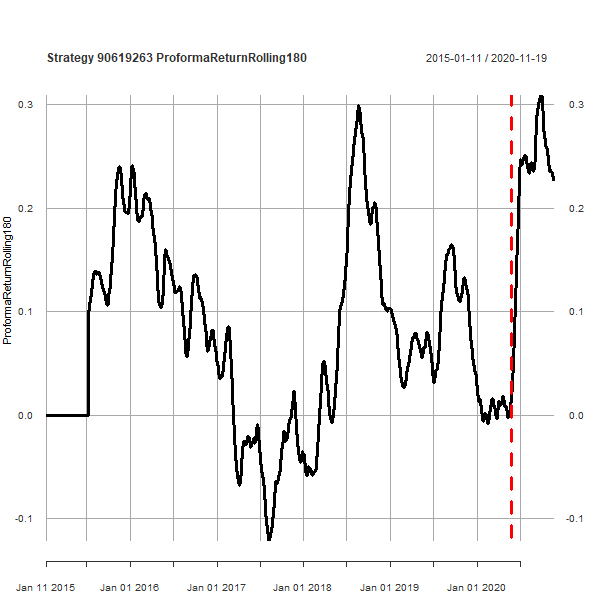 Strategy 90619263 ProformaReturnRolling180
2015-01-11 / 2020-11-19
ProformaReturnRolling180
0.3
0.3
0.2
0.2
0.1
0.1
0.0
0.0
-0.1
-0.1
Jan 11 2015
Jan 01 2016
Jan 01 2017
Jan 01 2018
Jan 01 2019
Jan 01 2020